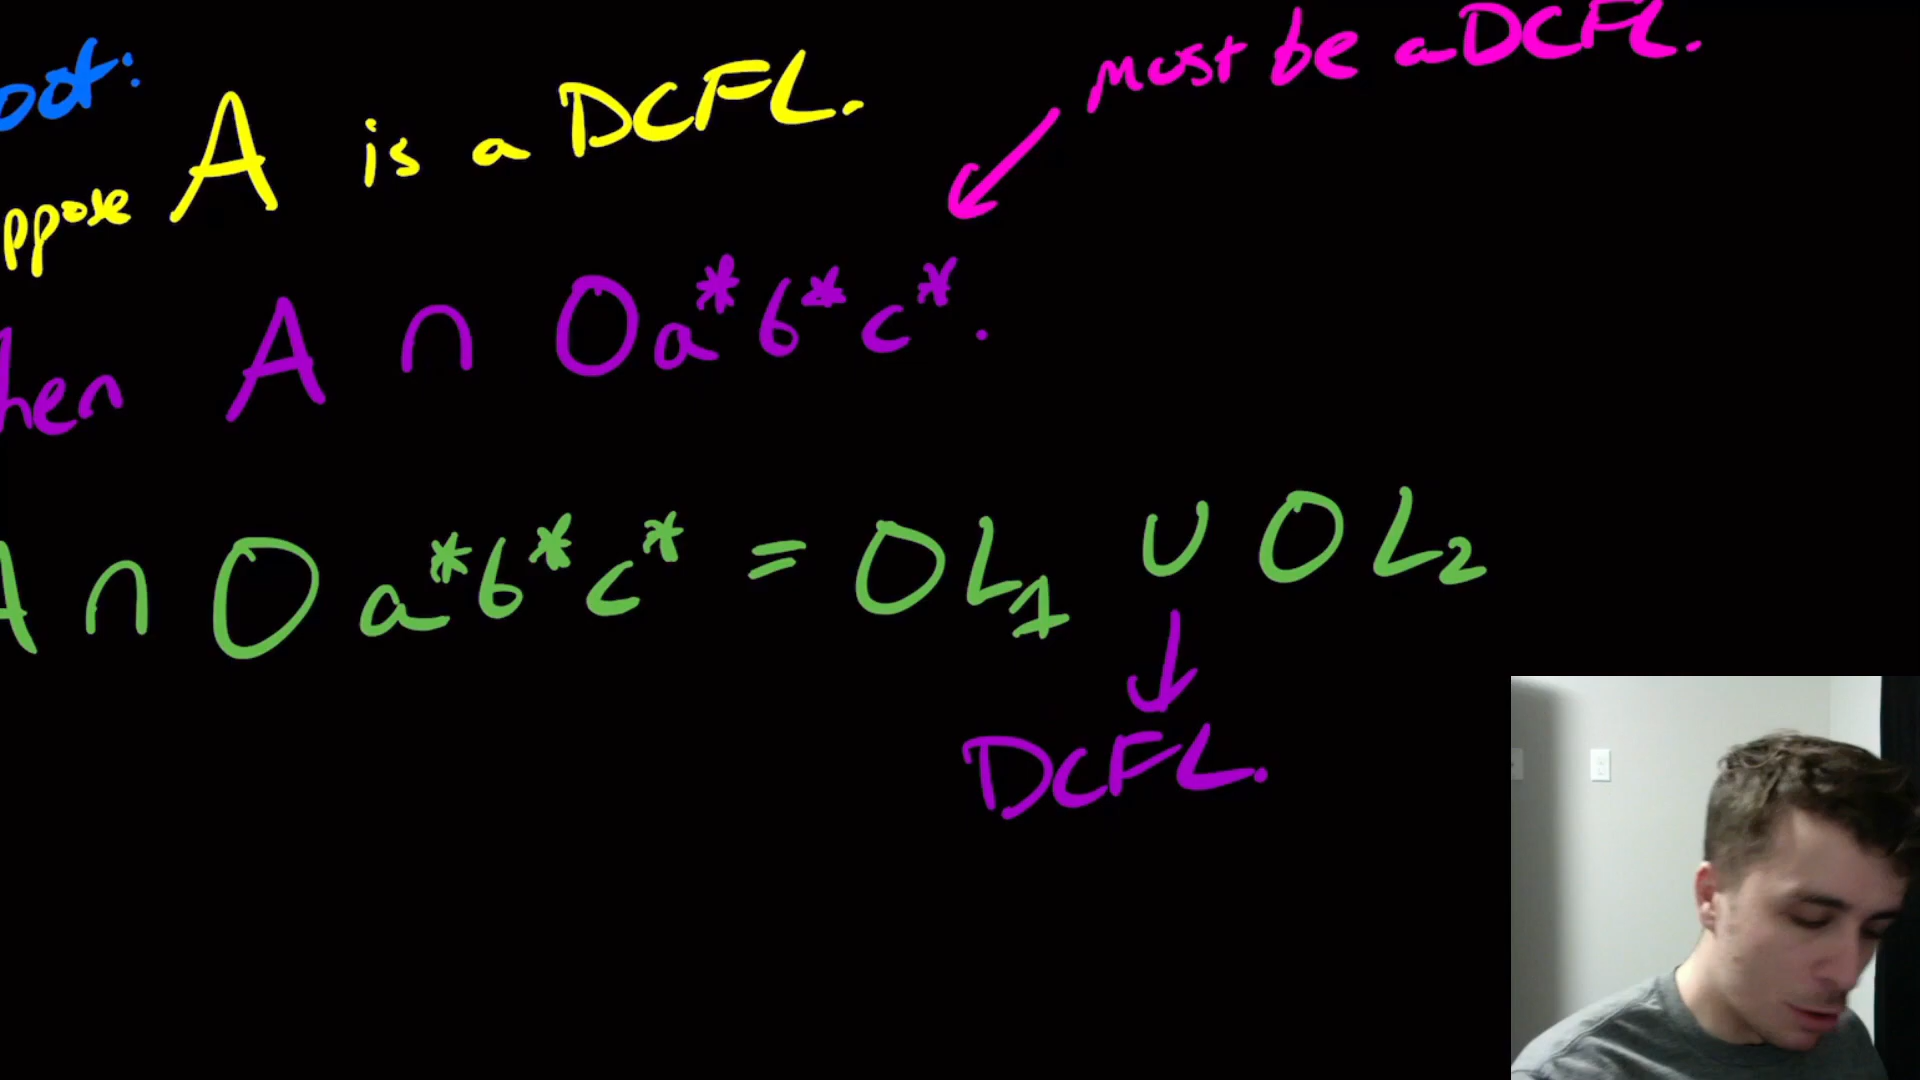 oof:
must be a DCFL.
ppose A is a DCFL.
hen A ∩ 0a*b*c*.
A ∩ 0a*b*c* = 0L1 ∪ 0L2
DCFL.